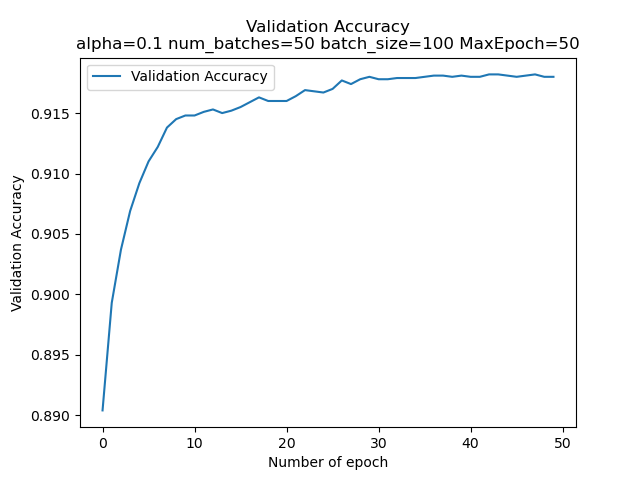 Validation Accuracy
alpha=0.1 num_batches=50 batch_size=100 MaxEpoch=50
Validation Accuracy
0.915
0.910
0.905
0.900
0.895
0.890
Validation Accuracy
0 10 20 30 40 50
Number of epoch